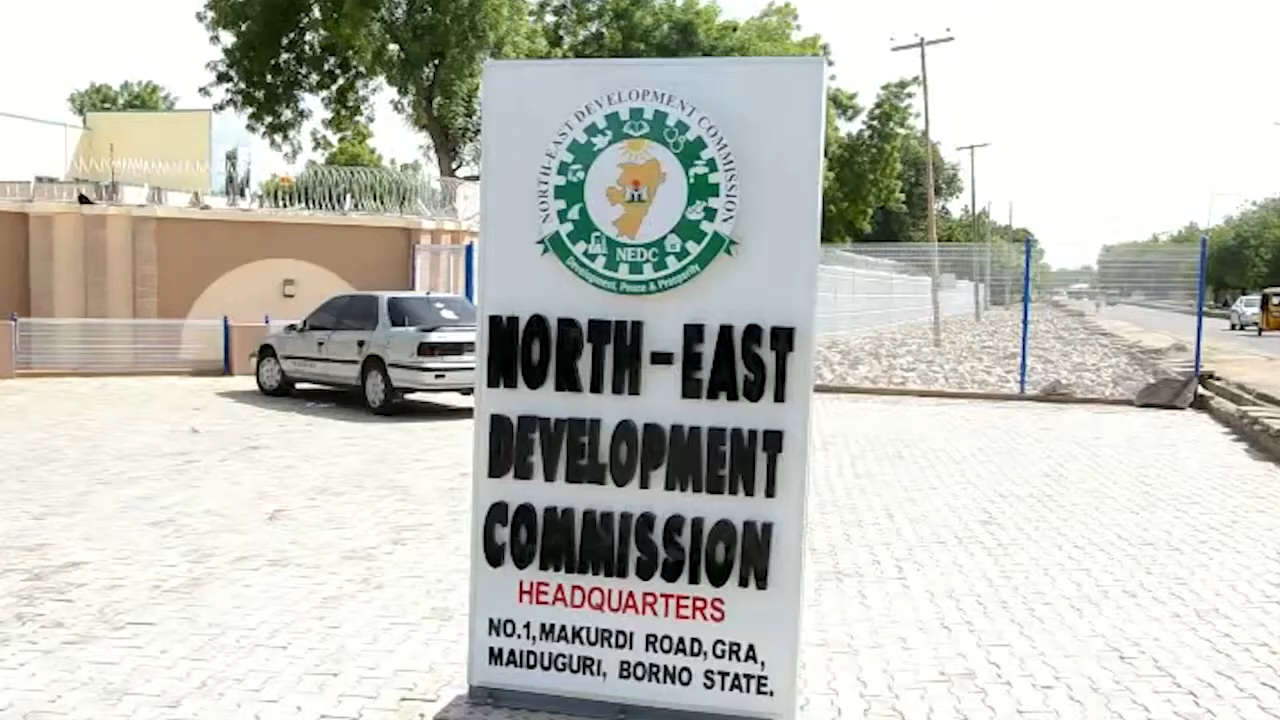 NORTH-EAST DEVELOPMENT COMMISSION
NEDC
Development, Peace & Prosperity
NORTH-EAST
DEVELOPMENT
COMMISSION
HEADQUARTERS
NO.1, MAKURDI ROAD, GRA,
MAIDUGURI, BORNO STATE.